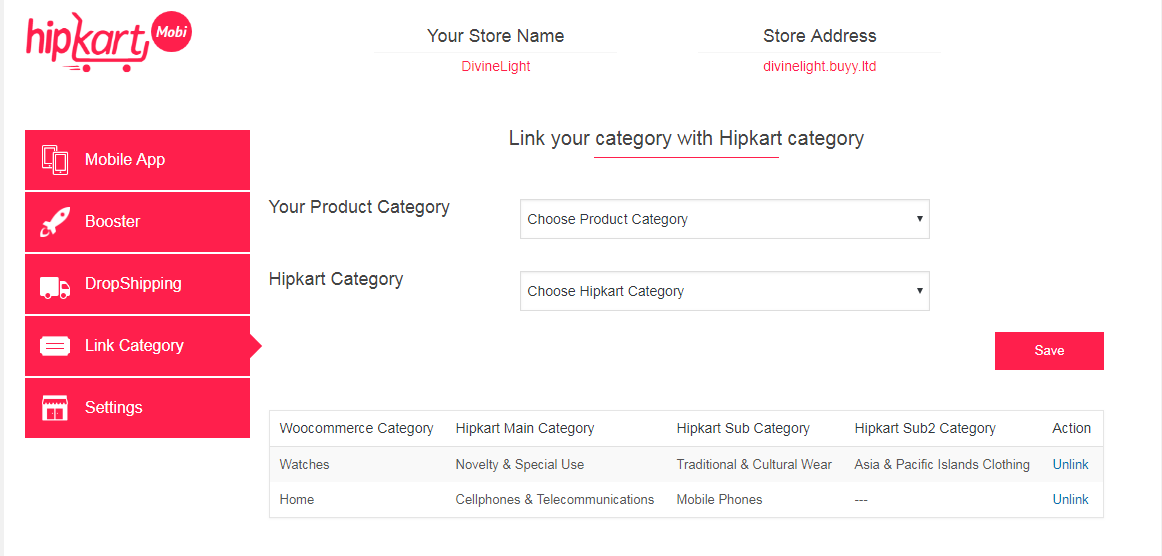 hipkart Mobi
Your Store Name
DivineLight
Store Address
divinelight.buyy.ltd
Mobile App
Booster
DropShipping
Link Category
Settings
Link your category with Hipkart category
Your Product Category
Choose Product Category
Hipkart Category
Choose Hipkart Category
Save
Woocommerce Category Hipkart Main Category Hipkart Sub Category Hipkart Sub2 Category Action
Watches Novelty & Special Use Traditional & Cultural Wear Asia & Pacific Islands Clothing Unlink
Home Cellphones & Telecommunications Mobile Phones --- Unlink